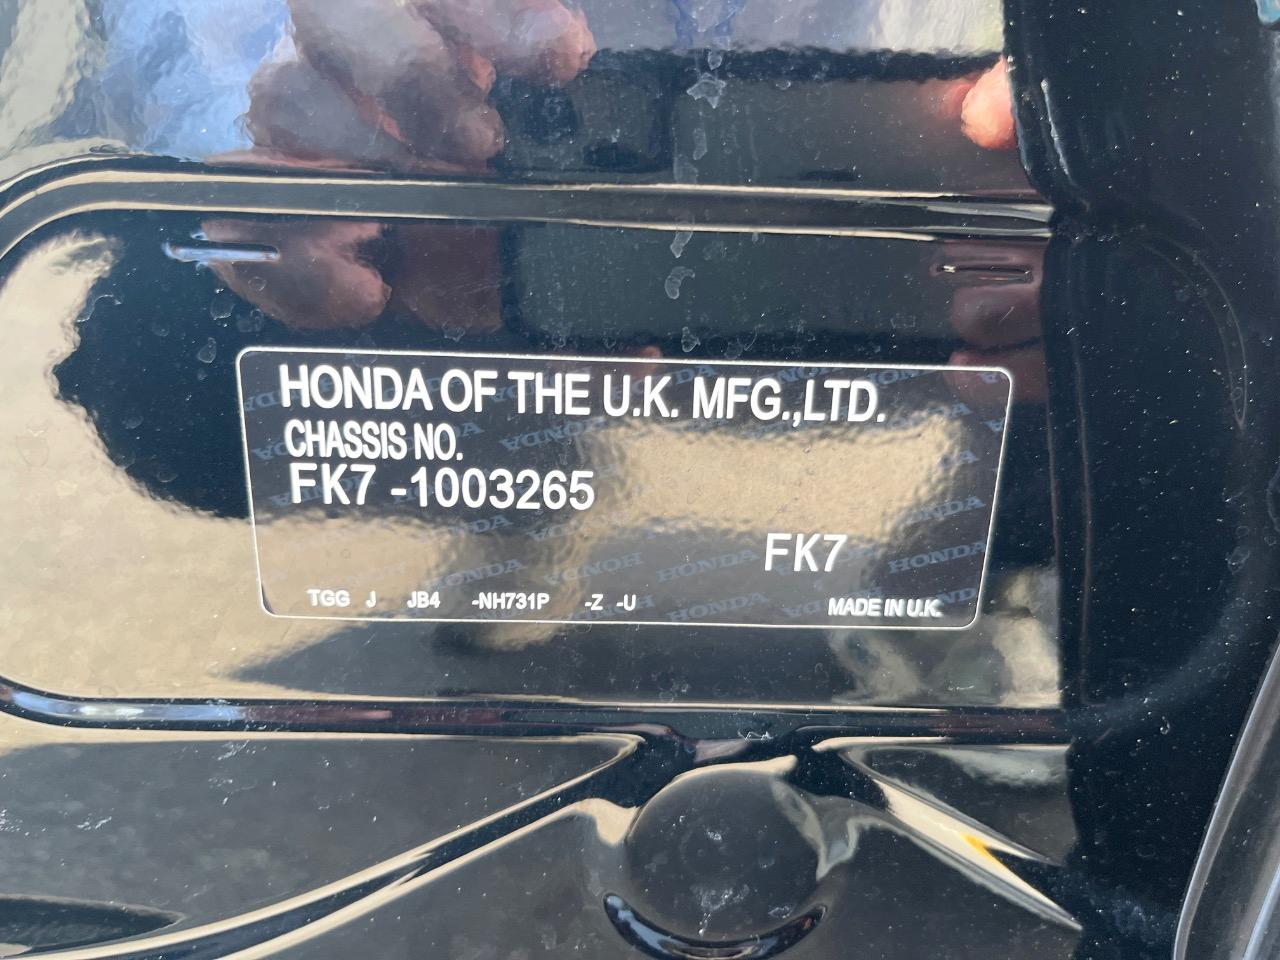 HONDA OF THE U.K. MFG.,LTD.
CHASSIS NO.
FK7 -1003265
FK7
TGG J JB4 -NH731P -Z -U
MADE IN U.K.